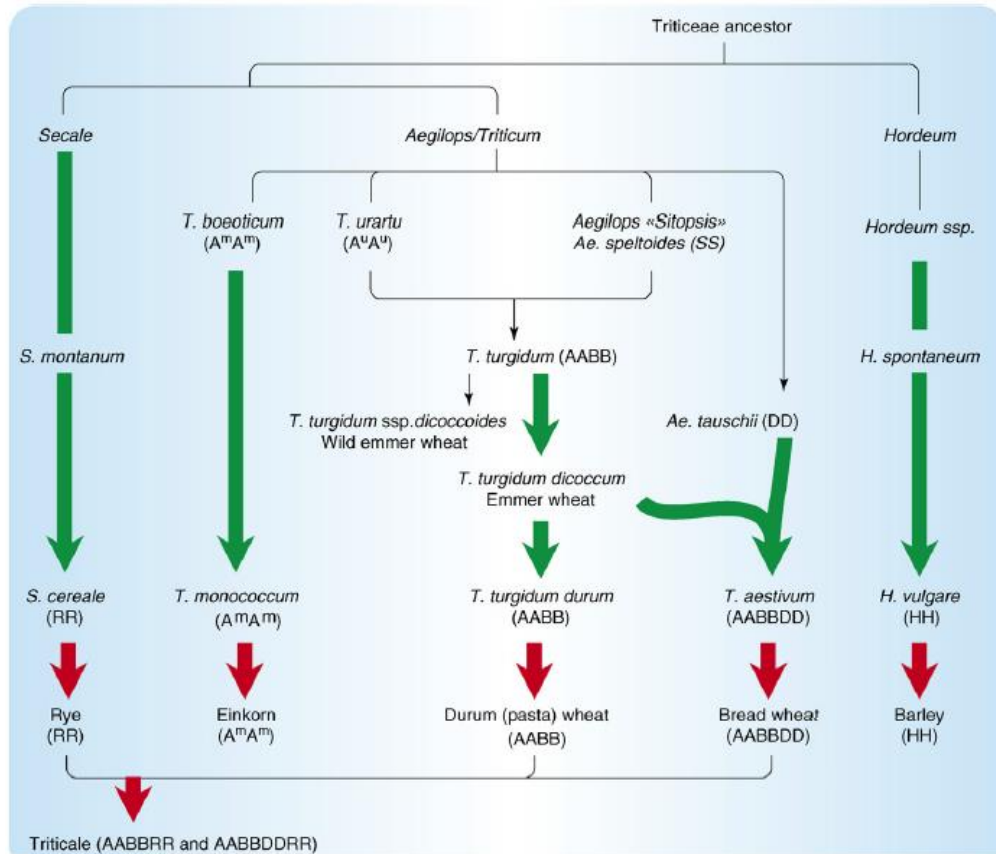 Triticeae ancestor
Secale
Aegilops/Triticum
Hordeum
T. boeoticum
(AᵐAᵐ)
T. urartu
(AᵘAᵘ)
Aegilops «Sitopsis»
Ae. speltoides (SS)
Hordeum ssp.
S. montanum
T. turgidum (AABB)
H. spontaneum
T. turgidum ssp.dicoccoides
Wild emmer wheat
Ae. tauschii (DD)
T. turgidum dicoccum
Emmer wheat
S. cereale
(RR)
T. monococcum
(AᵐAᵐ)
T. turgidum durum
(AABB)
T. aestivum
(AABBDD)
H. vulgare
(HH)
Rye
(RR)
Einkorn
(AᵐAᵐ)
Durum (pasta) wheat
(AABB)
Bread wheat
(AABBDD)
Barley
(HH)
Triticale (AABBRR and AABBDDRR)